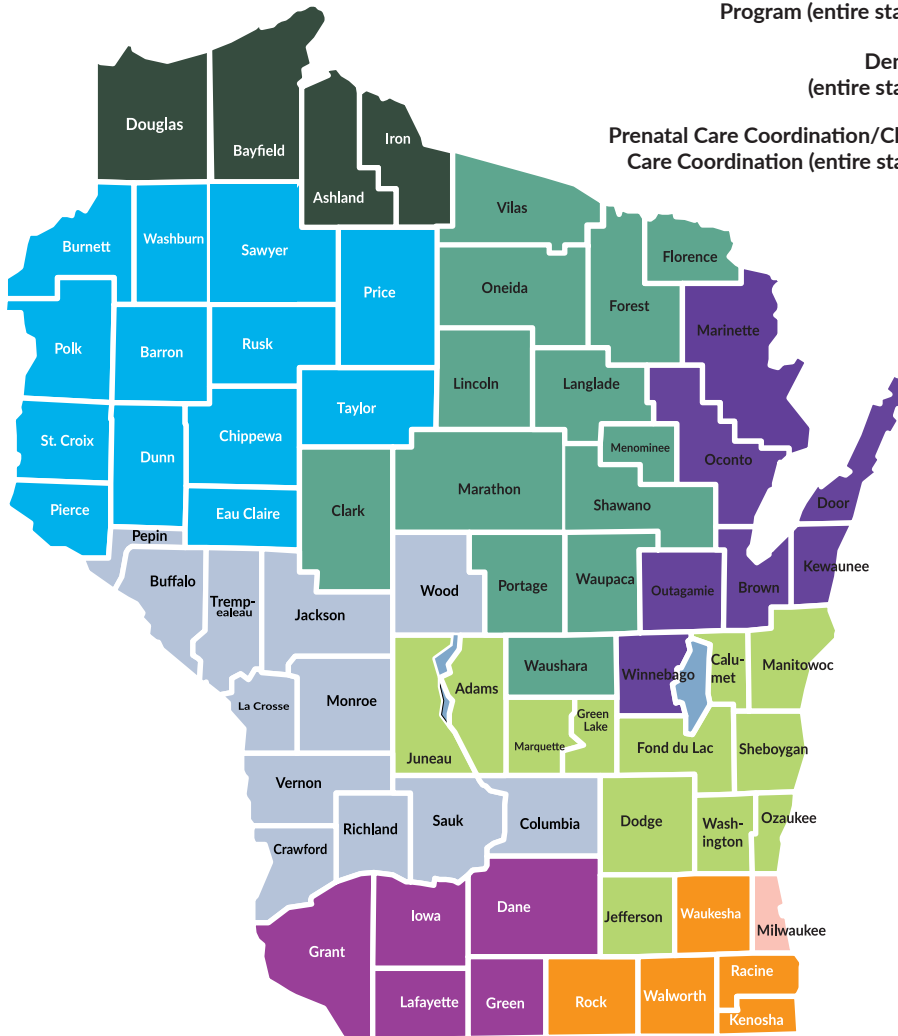 Program (entire sta
Der
(entire sta
Prenatal Care Coordination/Cl
Care Coordination (entire sta
Douglas
Bayfield
Iron
Ashland
Vilas
Burnett
Washburn
Sawyer
Florence
Price
Oneida
Forest
Marinette
Polk
Barron
Rusk
Lincoln
Langlade
Taylor
St. Croix
Dunn
Chippewa
Menominee
Oconto
Marathon
Shawano
Door
Pierce
Eau Claire
Clark
Pepin
Buffalo
Tremp-
ealeau
Jackson
Wood
Portage
Waupaca
Outagamie
Brown
Kewaunee
La Crosse
Monroe
Adams
Waushara
Winnebago
Calu-
met
Manitowoc
Juneau
Marquette
Green
Lake
Fond du Lac
Sheboygan
Vernon
Richland
Sauk
Columbia
Dodge
Wash-
ington
Ozaukee
Crawford
Grant
Iowa
Dane
Jefferson
Waukesha
Milwaukee
Lafayette
Green
Rock
Walworth
Racine
Kenosha